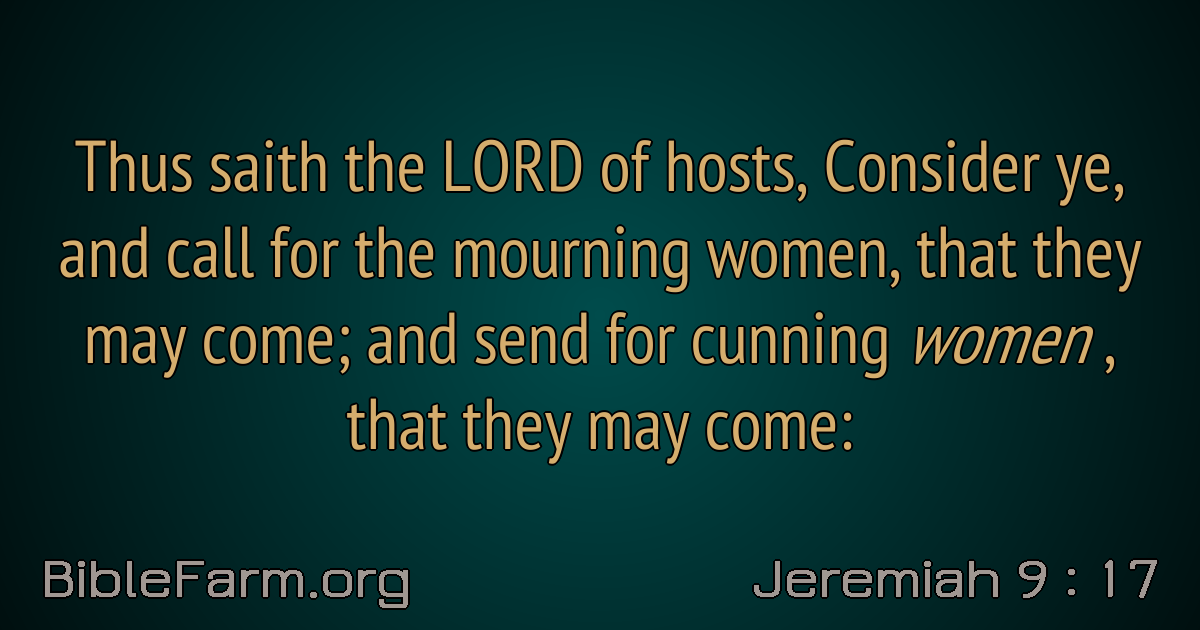 Thus saith the LORD of hosts, Consider ye,
and call for the mourning women, that they
may come; and send for cunning women ,
that they may come:
BibleFarm.org
Jeremiah 9 : 17